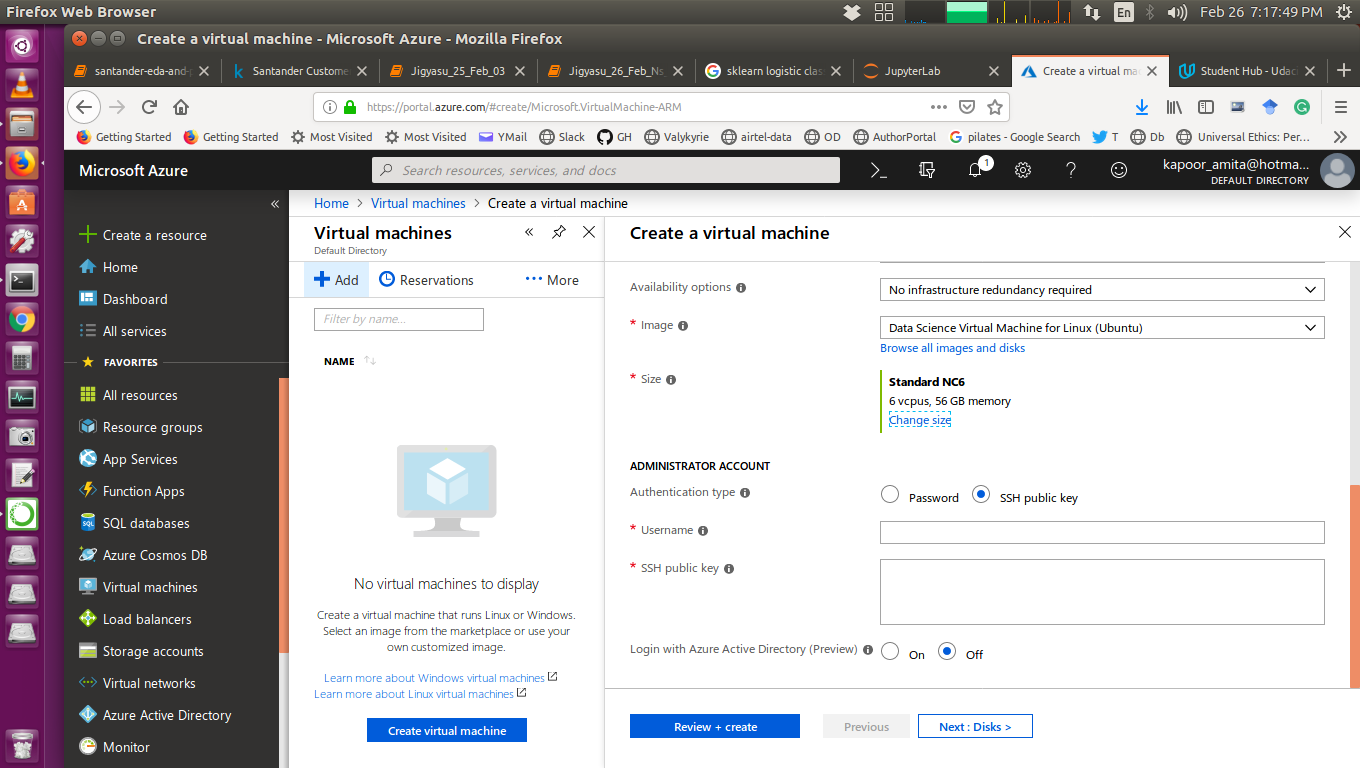 Firefox Web Browser
En
Feb 26 7:17:49 PM
Create a virtual machine - Microsoft Azure - Mozilla Firefox
santander-eda-and-
Santander Custome
Jigyasu_25_Feb_03
Jigyasu_26_Feb_Ns
sklearn logistic clas
JupyterLab
Create a virtual ma
Student Hub - Udac
https://portal.azure.com/#create/Microsoft.VirtualMachine-ARM
Getting Started
Getting Started
Most Visited
Most Visited
YMail
Slack
GH
Valykyrie
airtel-data
OD
AuthorPortal
pilates - Google Search
T
Db
Universal Ethics: Per...
Microsoft Azure
Search resources, services, and docs
1
kapoor_amita@hotma...
DEFAULT DIRECTORY
Create a resource
Home
Dashboard
All services
FAVORITES
All resources
Resource groups
App Services
Function Apps
SQL databases
Azure Cosmos DB
Virtual machines
Load balancers
Storage accounts
Virtual networks
Azure Active Directory
Monitor
Home > Virtual machines > Create a virtual machine
Virtual machines
Default Directory
Add
Reservations
More
Filter by name...
NAME
No virtual machines to display
Create a virtual machine that runs Linux or Windows.
Select an image from the marketplace or use your
own customized image.
Learn more about Windows virtual machines
Learn more about Linux virtual machines
Create virtual machine
Create a virtual machine
Availability options
No infrastructure redundancy required
* Image
Data Science Virtual Machine for Linux (Ubuntu)
Browse all images and disks
* Size
Standard NC6
6 vcpus, 56 GB memory
Change size
ADMINISTRATOR ACCOUNT
Authentication type
Password
SSH public key
* Username
* SSH public key
Login with Azure Active Directory (Preview)
On
Off
Review + create
Previous
Next : Disks >